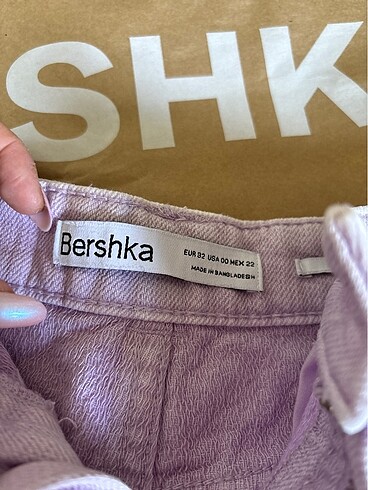 SHK
Bershka
EUR 32 USA 00 MEX 22
MADE IN BANGLADESH